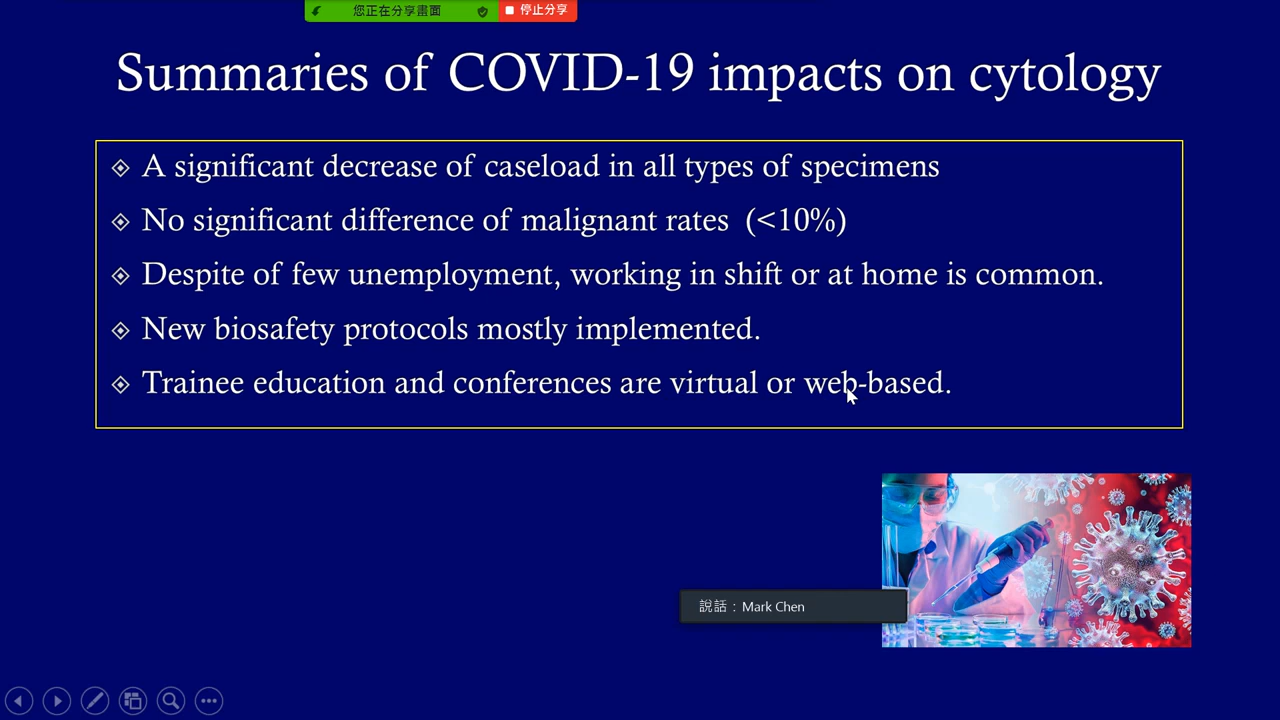 您正在分享畫面
停止分享
Summaries of COVID-19 impacts on cytology
A significant decrease of caseload in all types of specimens
No significant difference of malignant rates (<10%)
Despite of few unemployment, working in shift or at home is common.
New biosafety protocols mostly implemented.
Trainee education and conferences are virtual or web-based.
說話：Mark Chen